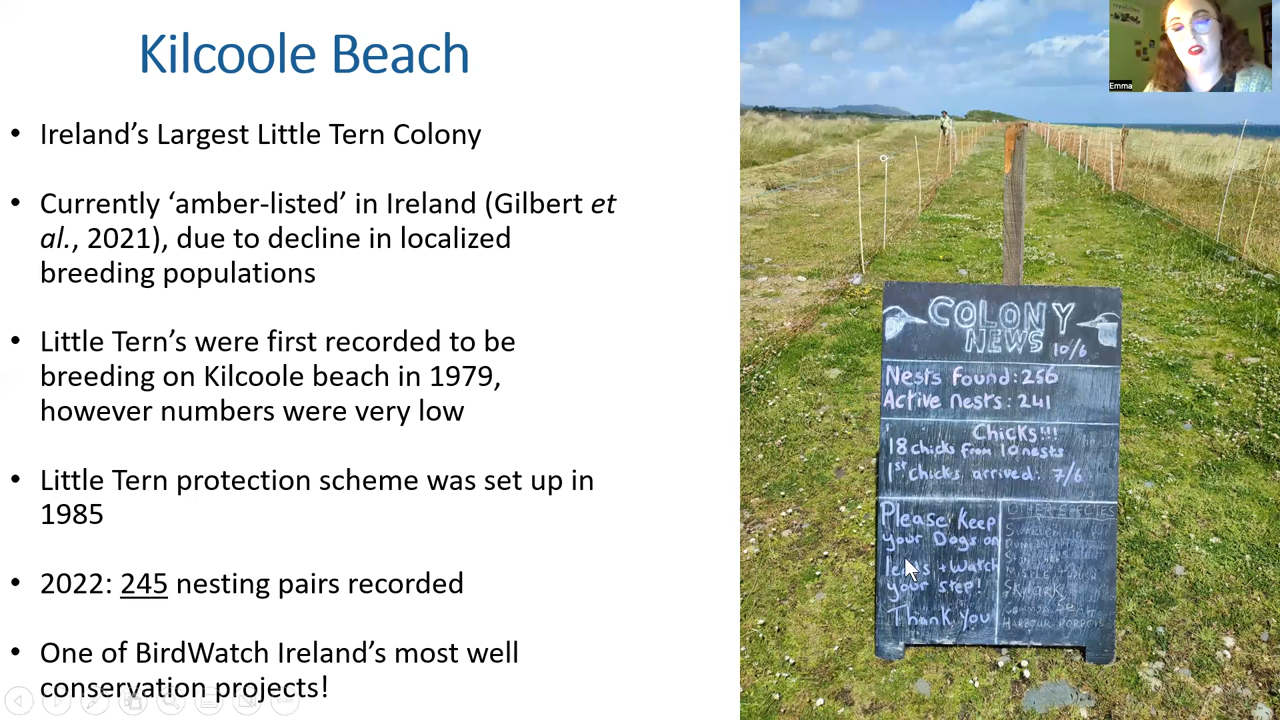 Kilcoole Beach
• Ireland's Largest Little Tern Colony
• Currently 'amber-listed' in Ireland (Gilbert et
al., 2021), due to decline in localized
breeding populations
• Little Tern's were first recorded to be
breeding on Kilcoole beach in 1979,
however numbers were very low
• Little Tern protection scheme was set up in
1985
• 2022: 245 nesting pairs recorded
• One of BirdWatch Ireland's most well
conservation projects!
Emma
COLONY
NEWS 10/6
Nests found: 256
Active nests: 241
Chicks!!!
18 chicks from 10 nests
1st chicks arrived: 7/6
Please Keep
your Dogs on
+ watch
your step!
Thank you
OTHER SPECIES
Skylark
HARBOUR PORPOISE